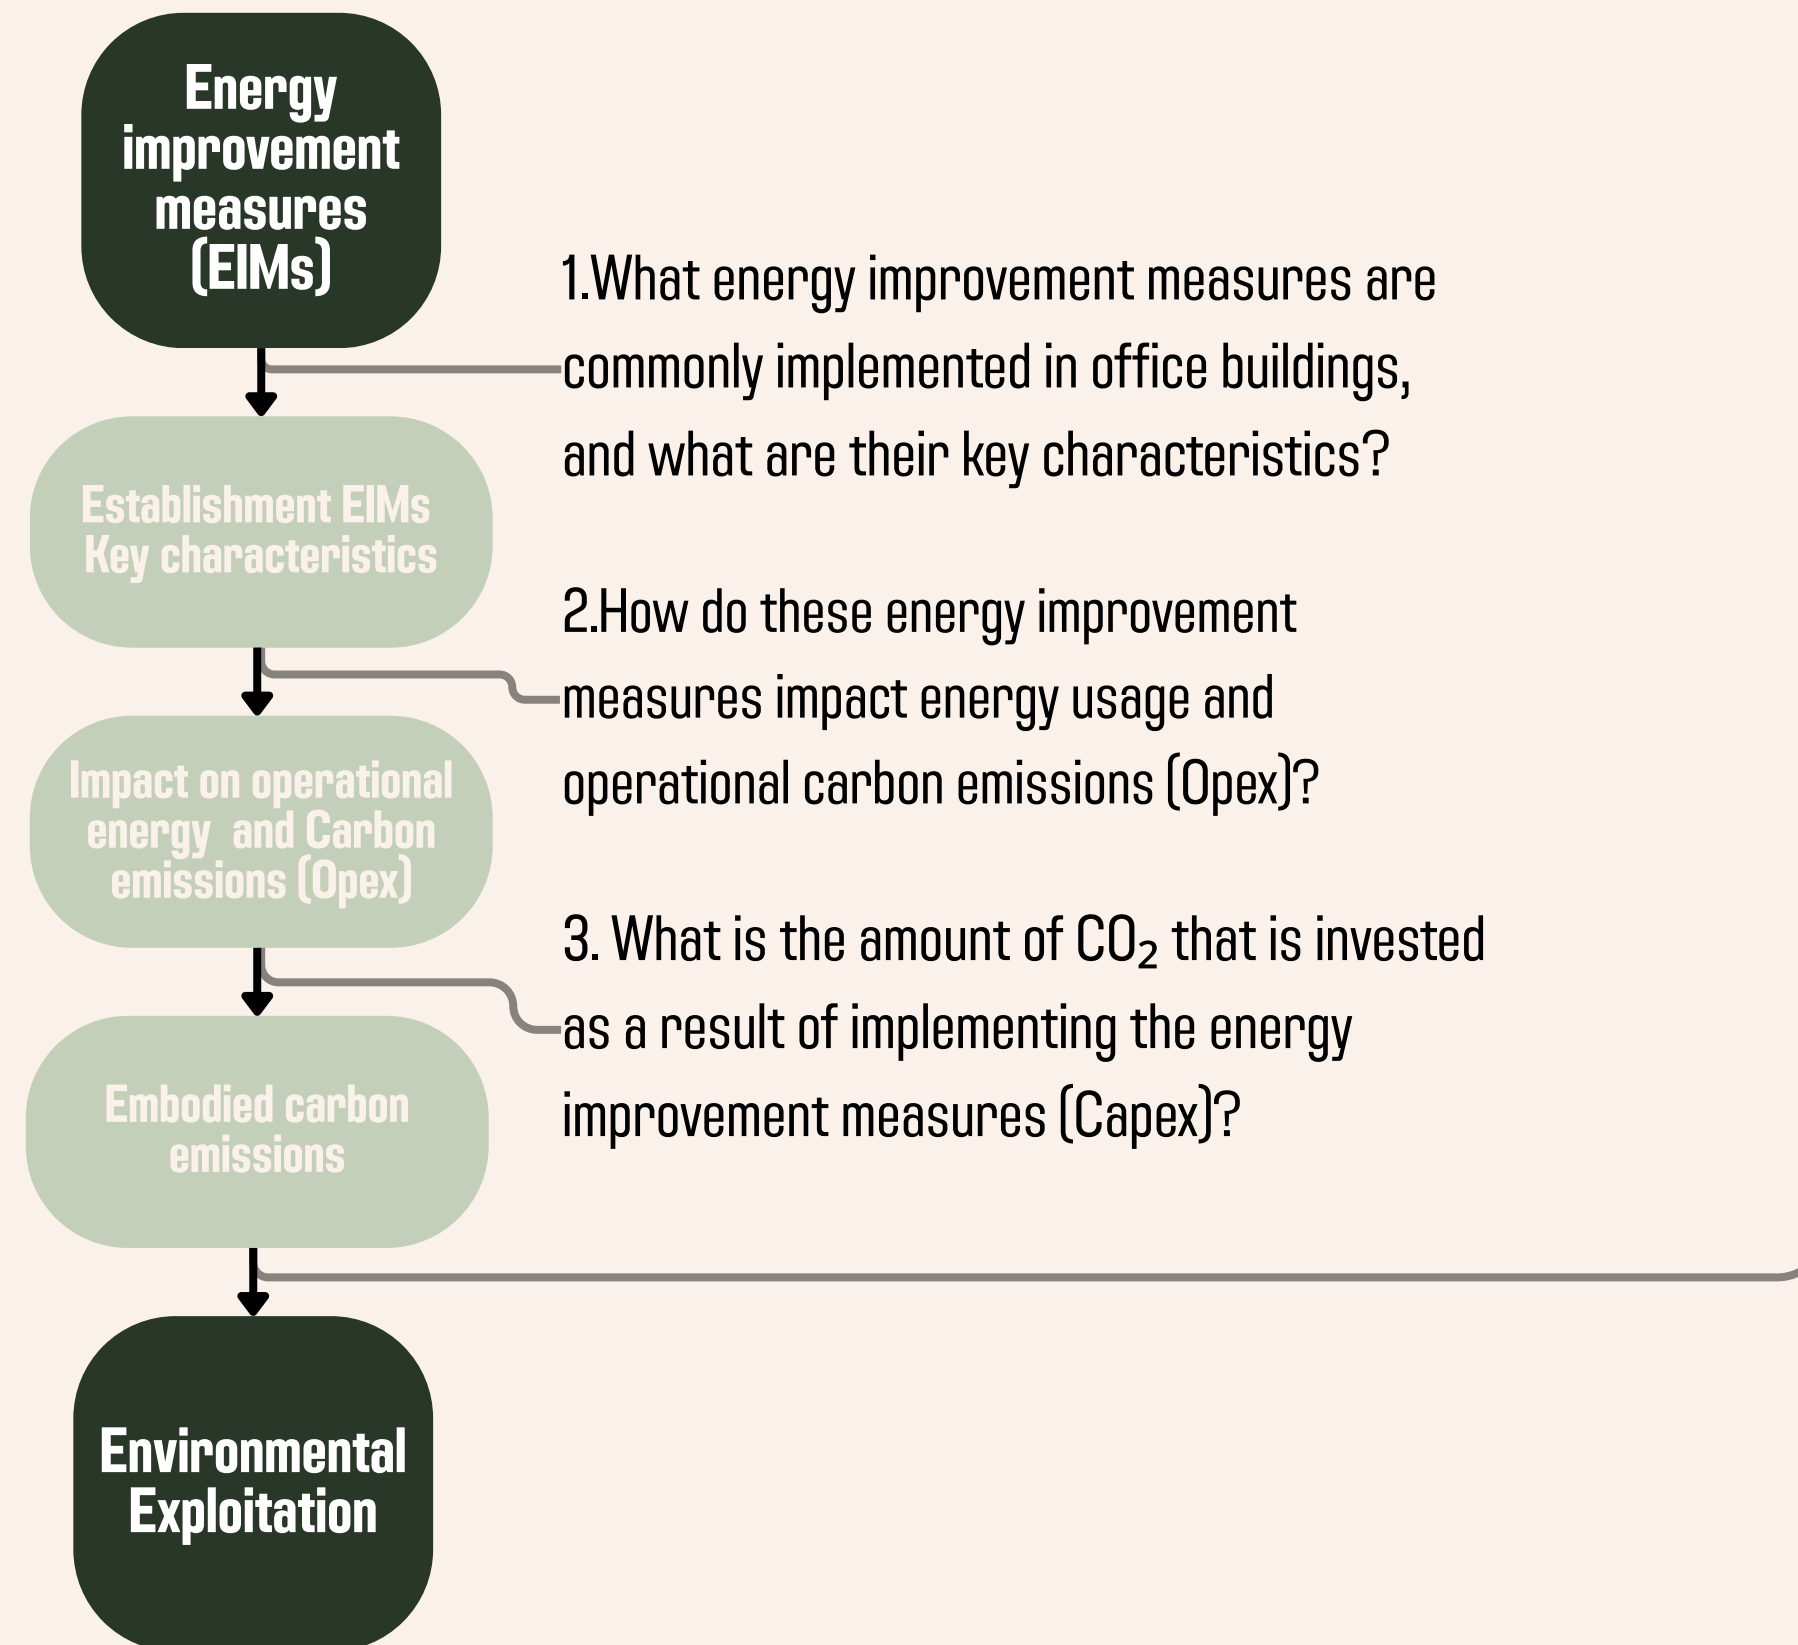 Energy
improvement
measures
(EIMs)
1.What energy improvement measures are
commonly implemented in office buildings,
and what are their key characteristics?
Establishment EIMs
Key characteristics
2.How do these energy improvement
measures impact energy usage and
operational carbon emissions (Opex)?
Impact on operational
energy  and Carbon
emissions (Opex)
3. What is the amount of CO₂ that is invested
as a result of implementing the energy
improvement measures (Capex)?
Embodied carbon
emissions
Environmental
Exploitation